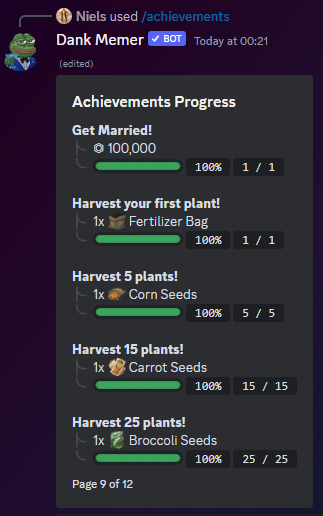 Niels used /achievements
Dank Memer ✓ BOT Today at 00:21
(edited)
Achievements Progress
Get Married!
⏣ 100,000
100% 1 / 1
Harvest your first plant!
1x Fertilizer Bag
100% 1 / 1
Harvest 5 plants!
1x Corn Seeds
100% 5 / 5
Harvest 15 plants!
1x Carrot Seeds
100% 15 / 15
Harvest 25 plants!
1x Broccoli Seeds
100% 25 / 25
Page 9 of 12